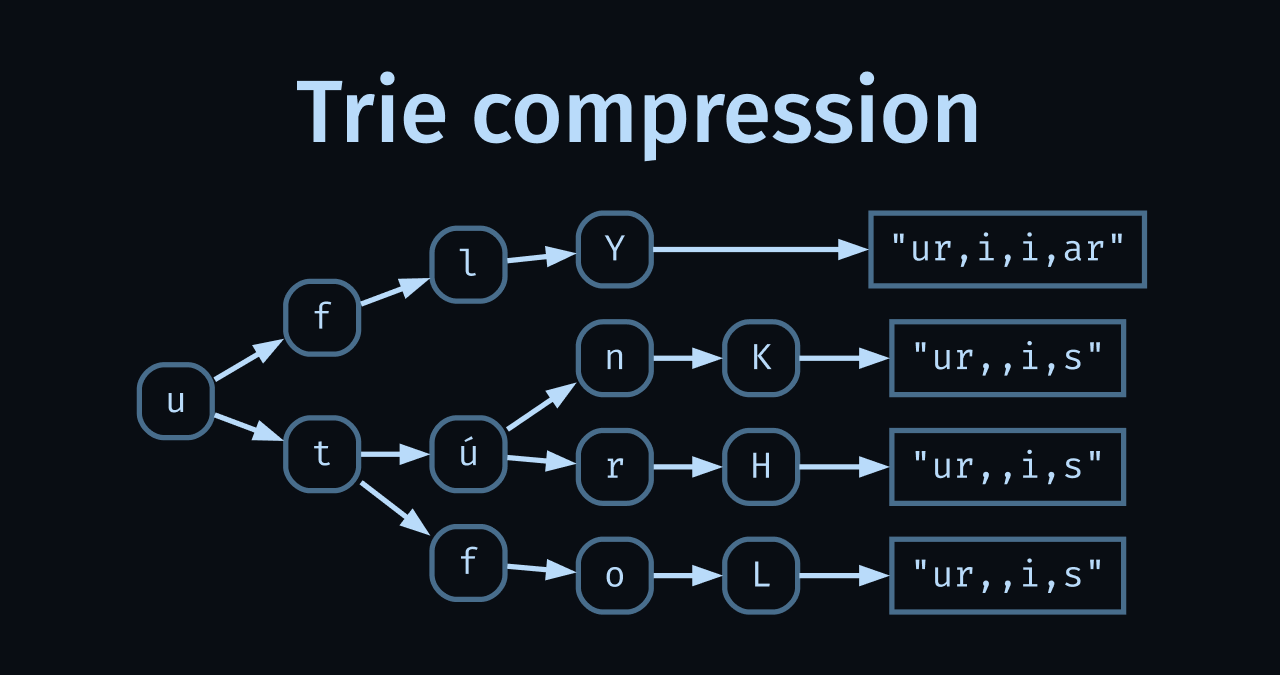 Trie compression
u
f
l
Y
"ur,i,i,ar"
t
ú
n
K
"ur,,i,s"
r
H
"ur,,i,s"
f
o
L
"ur,,i,s"